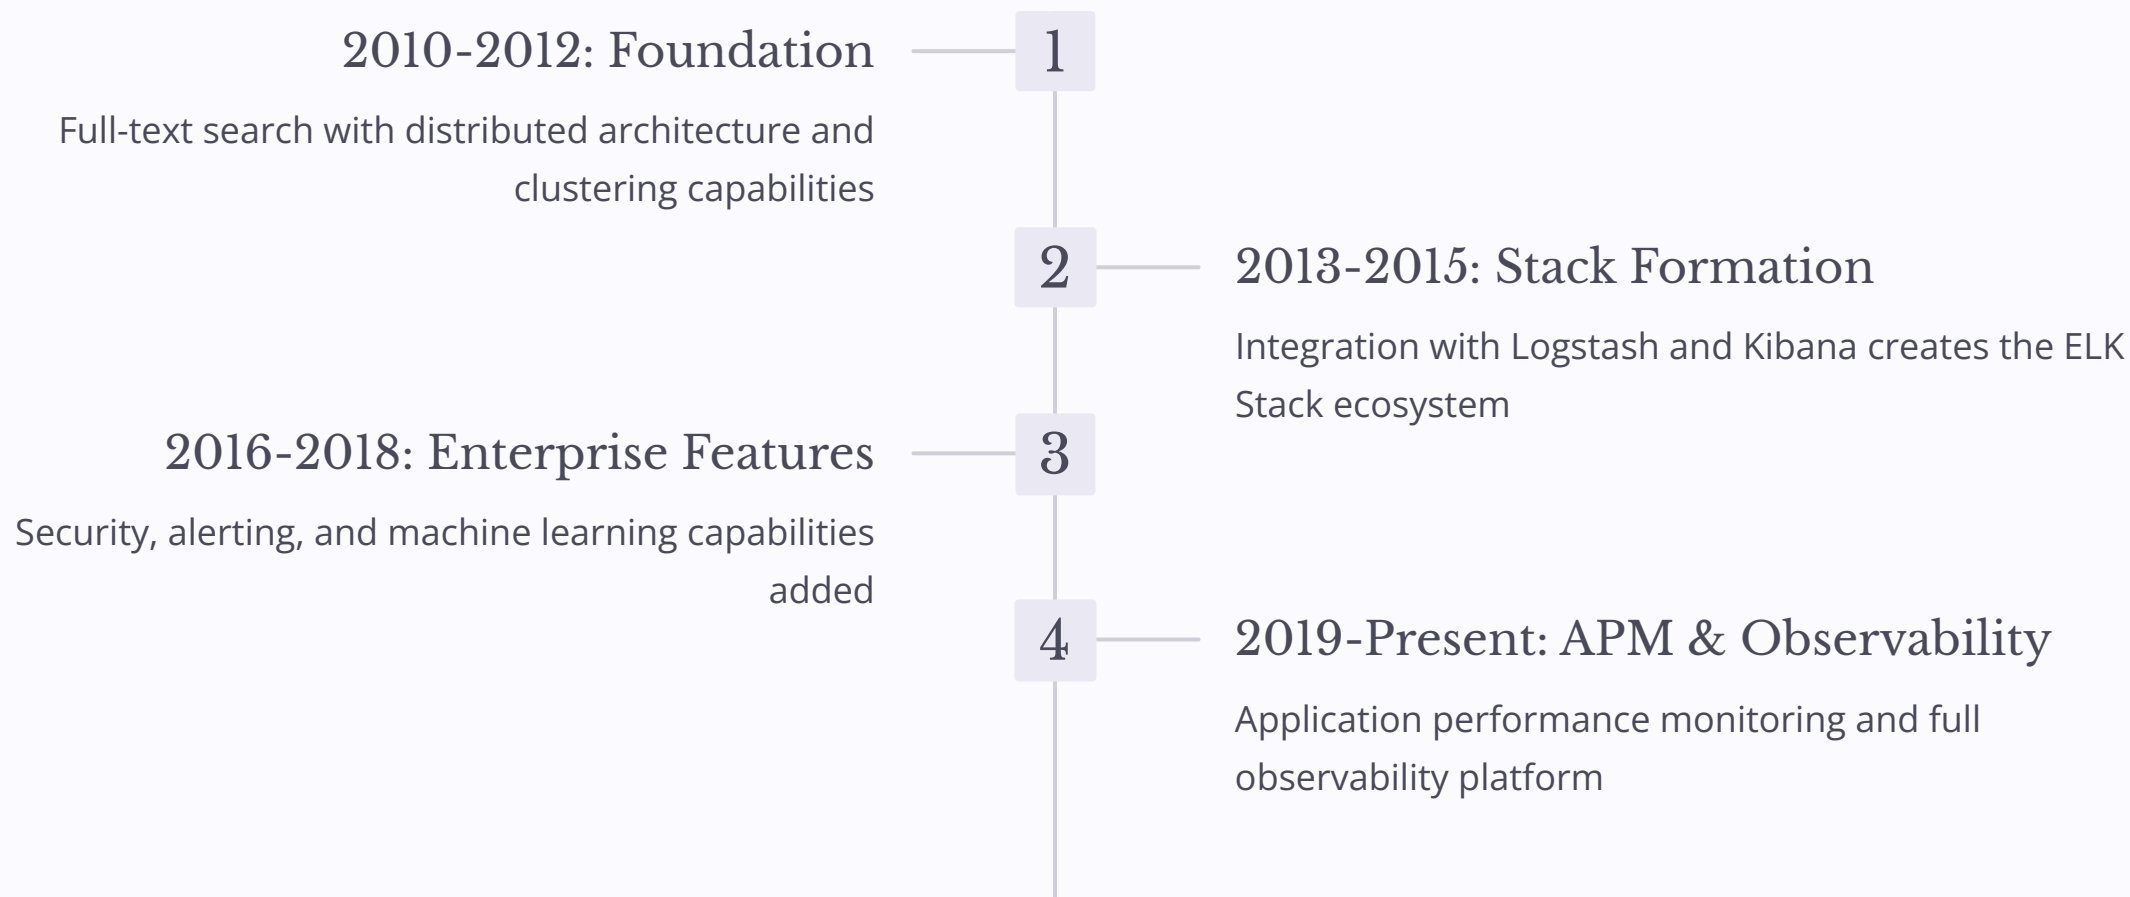 1
2010-2012: Foundation
Full-text search with distributed architecture and
clustering capabilities
2
2013-2015: Stack Formation
Integration with Logstash and Kibana creates the ELK
Stack ecosystem
3
2016-2018: Enterprise Features
Security, alerting, and machine learning capabilities
added
4
2019-Present: APM & Observability
Application performance monitoring and full
observability platform